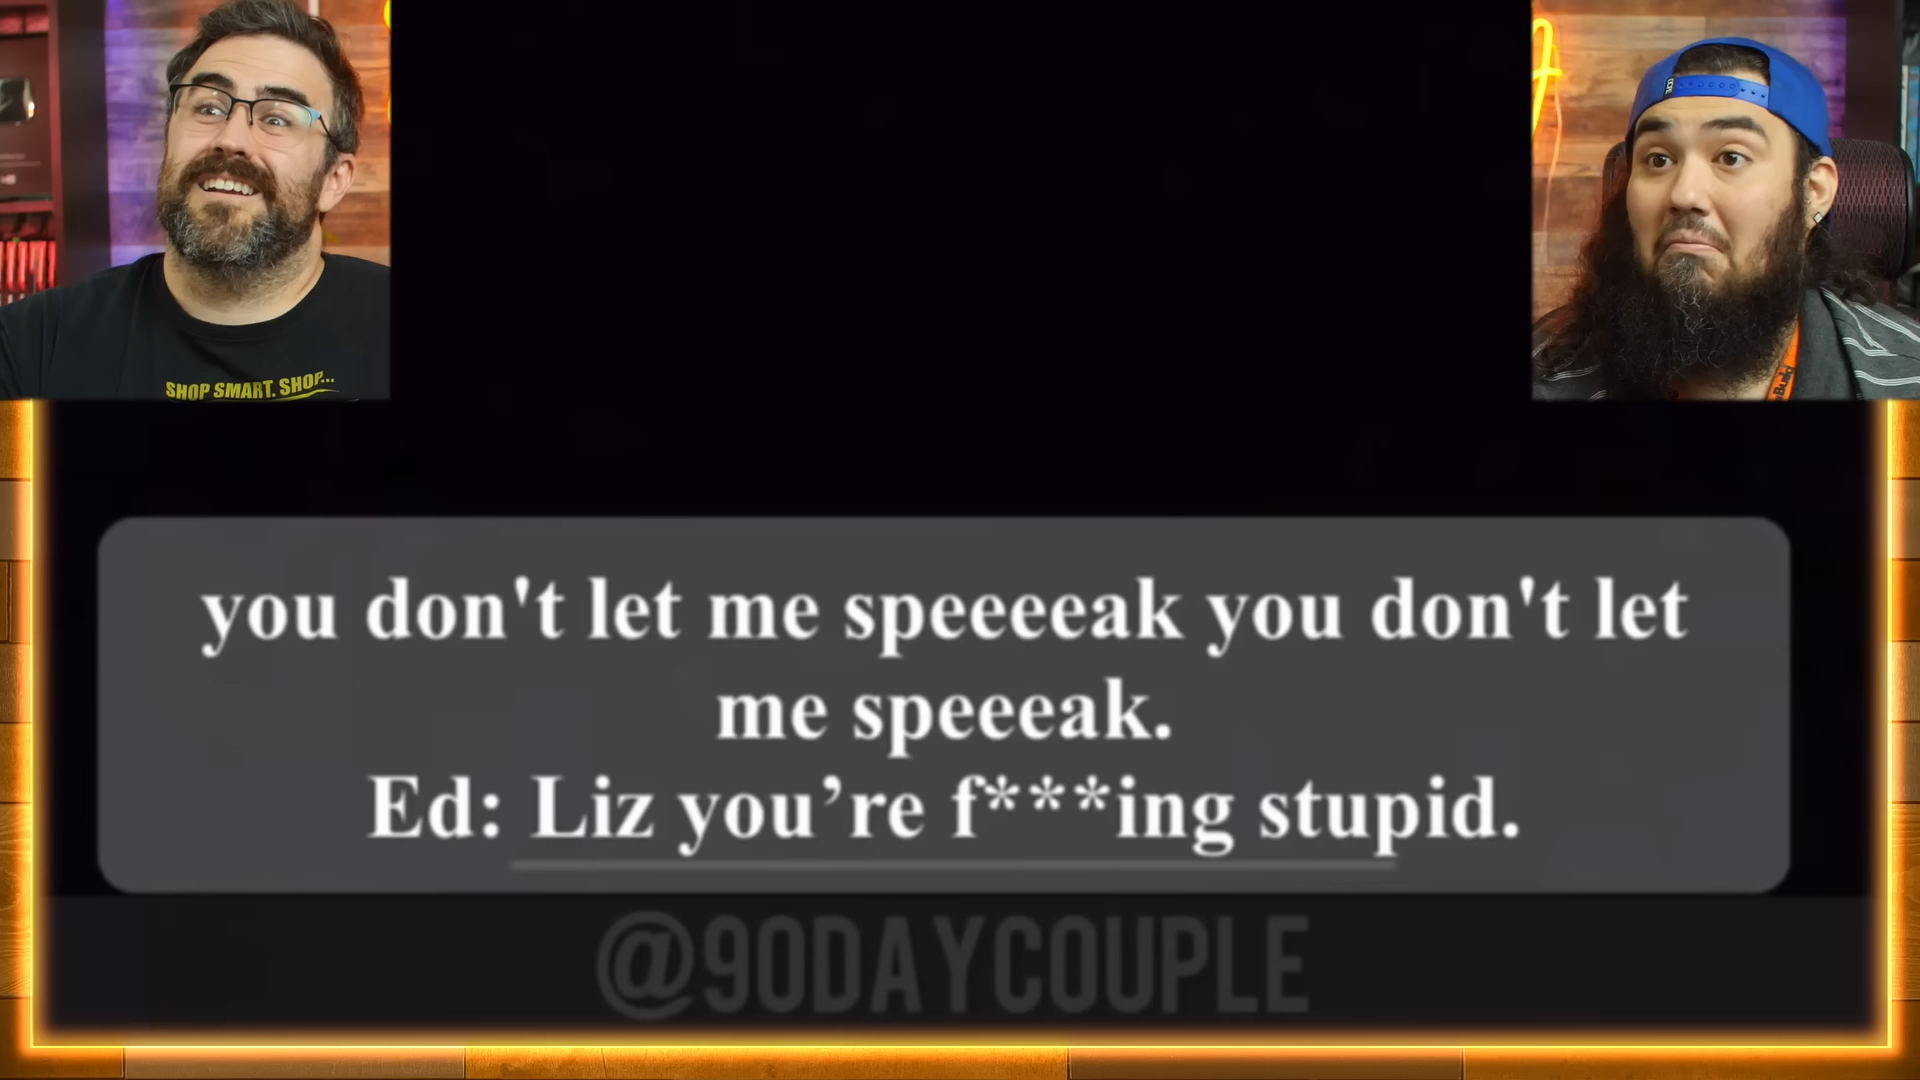 SHOP SMART. SHOP...
you don't let me speeeeak you don't let
me speeeak.
Ed: Liz you’re f***ing stupid.
@90DAYCOUPLE